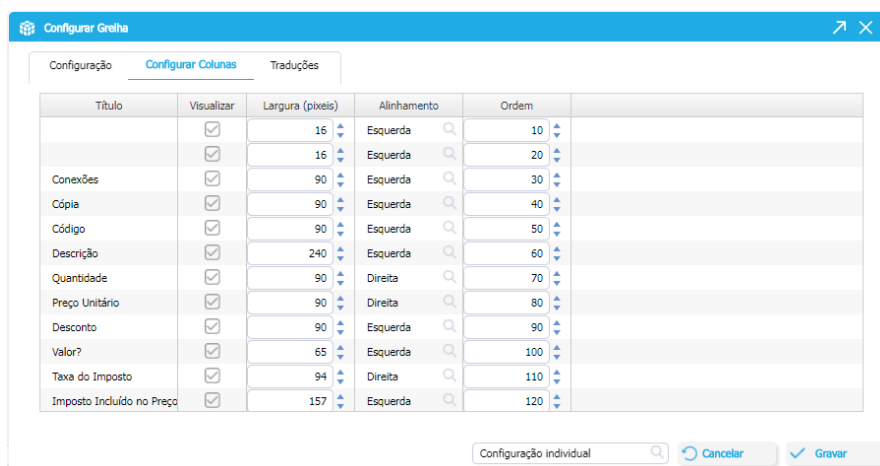 Configurar Grelha
Configuração Configurar Colunas Traduções
Título Visualizar Largura (pixeis) Alinhamento Ordem
16 Esquerda 10
16 Esquerda 20
Conexões 90 Esquerda 30
Cópia 90 Esquerda 40
Código 90 Esquerda 50
Descrição 240 Esquerda 60
Quantidade 90 Direita 70
Preço Unitário 90 Direita 80
Desconto 90 Esquerda 90
Valor? 65 Esquerda 100
Taxa do Imposto 94 Direita 110
Imposto Incluído no Preço 157 Esquerda 120
Configuração individual Cancelar Gravar